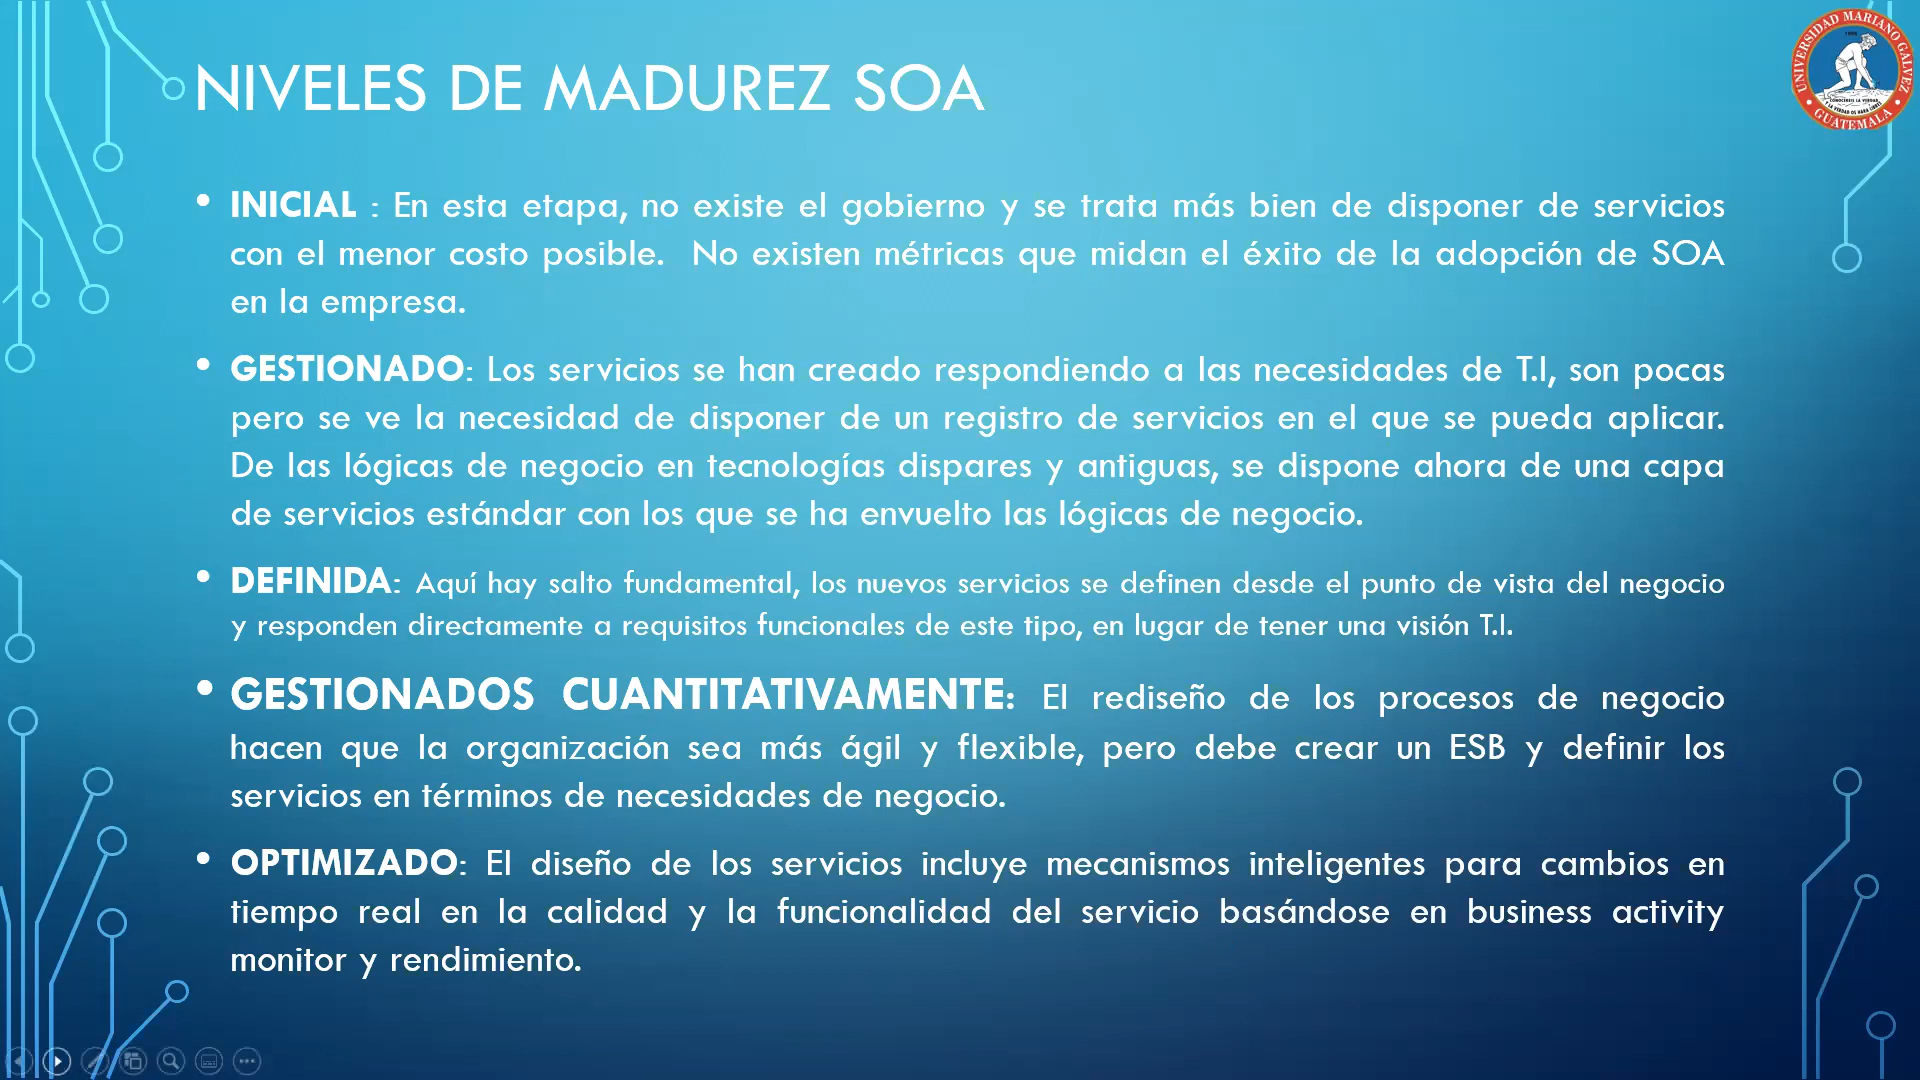 NIVELES DE MADUREZ SOA
UNIVERSIDAD MARIANO GALVEZ
GUATEMALA
• INICIAL : En esta etapa, no existe el gobierno y se trata más bien de disponer de servicios
con el menor costo posible. No existen métricas que midan el éxito de la adopción de SOA
en la empresa.
• GESTIONADO: Los servicios se han creado respondiendo a las necesidades de T.I, son pocas
pero se ve la necesidad de disponer de un registro de servicios en el que se pueda aplicar.
De las lógicas de negocio en tecnologías dispares y antiguas, se dispone ahora de una capa
de servicios estándar con los que se ha envuelto las lógicas de negocio.
• DEFINIDA: Aquí hay salto fundamental, los nuevos servicios se definen desde el punto de vista del negocio
y responden directamente a requisitos funcionales de este tipo, en lugar de tener una visión T.I.
• GESTIONADOS CUANTITATIVAMENTE: El rediseño de los procesos de negocio
hacen que la organización sea más ágil y flexible, pero debe crear un ESB y definir los
servicios en términos de necesidades de negocio.
• OPTIMIZADO: El diseño de los servicios incluye mecanismos inteligentes para cambios en
tiempo real en la calidad y la funcionalidad del servicio basándose en business activity
monitor y rendimiento.